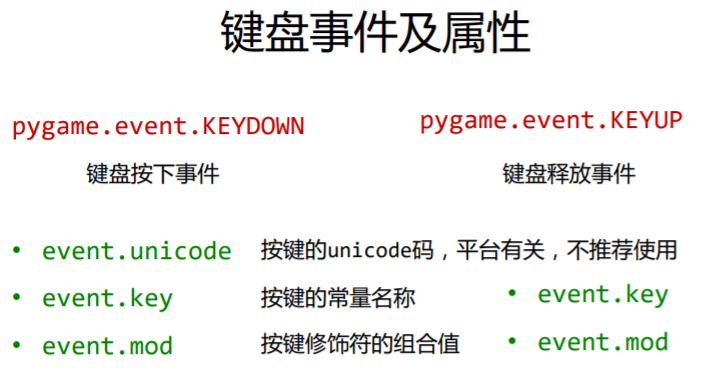 键盘事件及属性
pygame.event.KEYDOWN
pygame.event.KEYUP
键盘按下事件
键盘释放事件
• event.unicode 按键的unicode码，平台有关，不推荐使用
• event.key 按键的常量名称 • event.key
• event.mod 按键修饰符的组合值 • event.mod